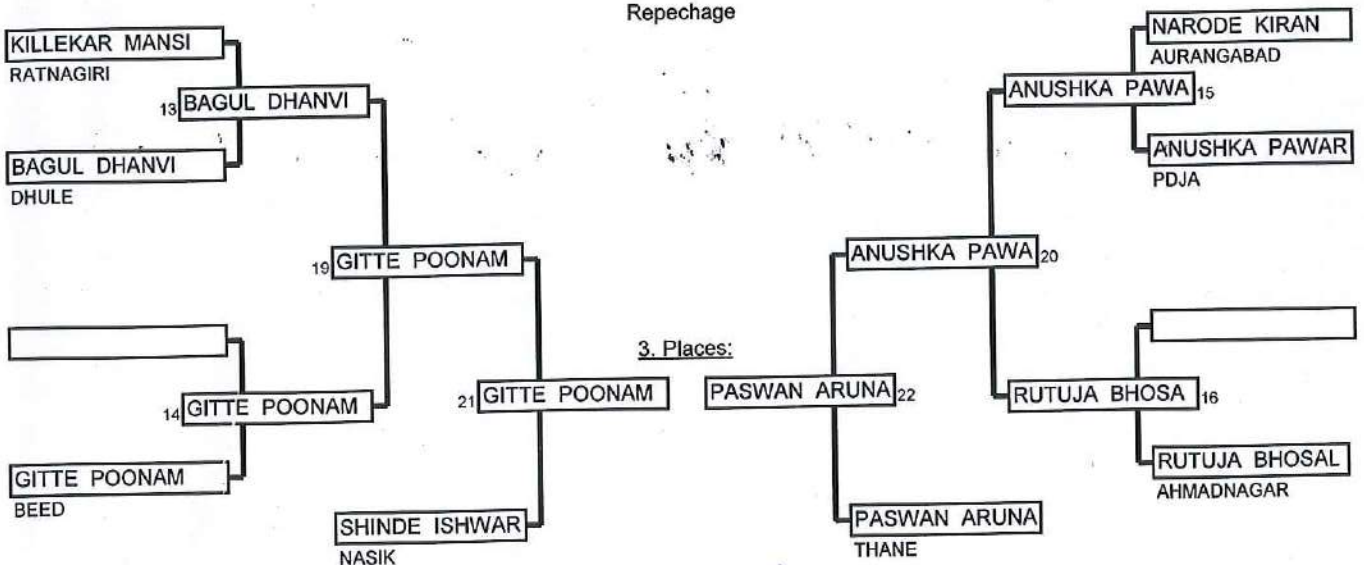 Repechage
KILLEKAR MANSI
RATNAGIRI
13 BAGUL DHANVI
BAGUL DHANVI
DHULE
19 GITTE POONAM
14 GITTE POONAM
GITTE POONAM
BEED
21 GITTE POONAM
SHINDE ISHWAR
NASIK
3. Places:
NARODE KIRAN
AURANGABAD
ANUSHKA PAWA 15
ANUSHKA PAWAR
PDJA
ANUSHKA PAWA 20
PASWAN ARUNA 22
RUTUJA BHOSA 16
RUTUJA BHOSAL
AHMADNAGAR
PASWAN ARUNA
THANE